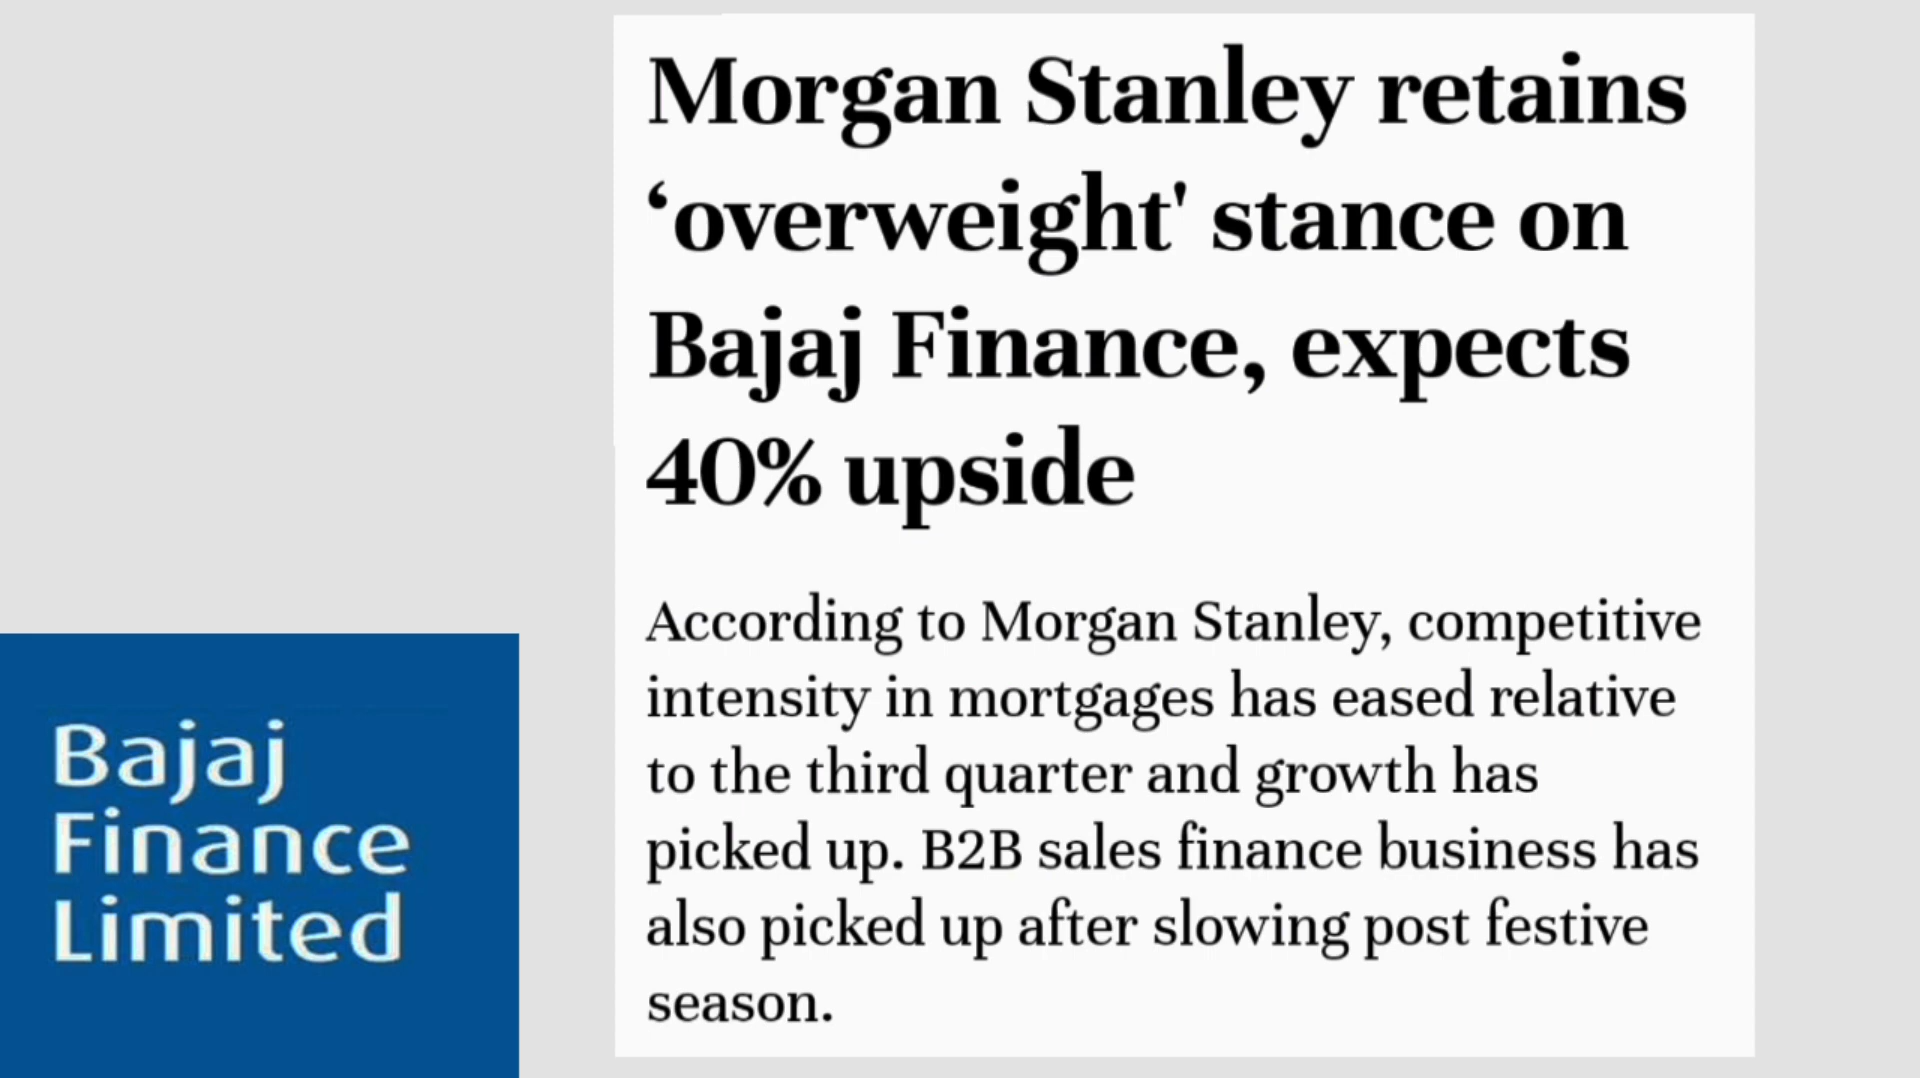 Morgan Stanley retains
‘overweight' stance on
Bajaj Finance, expects
40% upside
According to Morgan Stanley, competitive
intensity in mortgages has eased relative
to the third quarter and growth has
picked up. B2B sales finance business has
also picked up after slowing post festive
season.
Bajaj
Finance
Limited